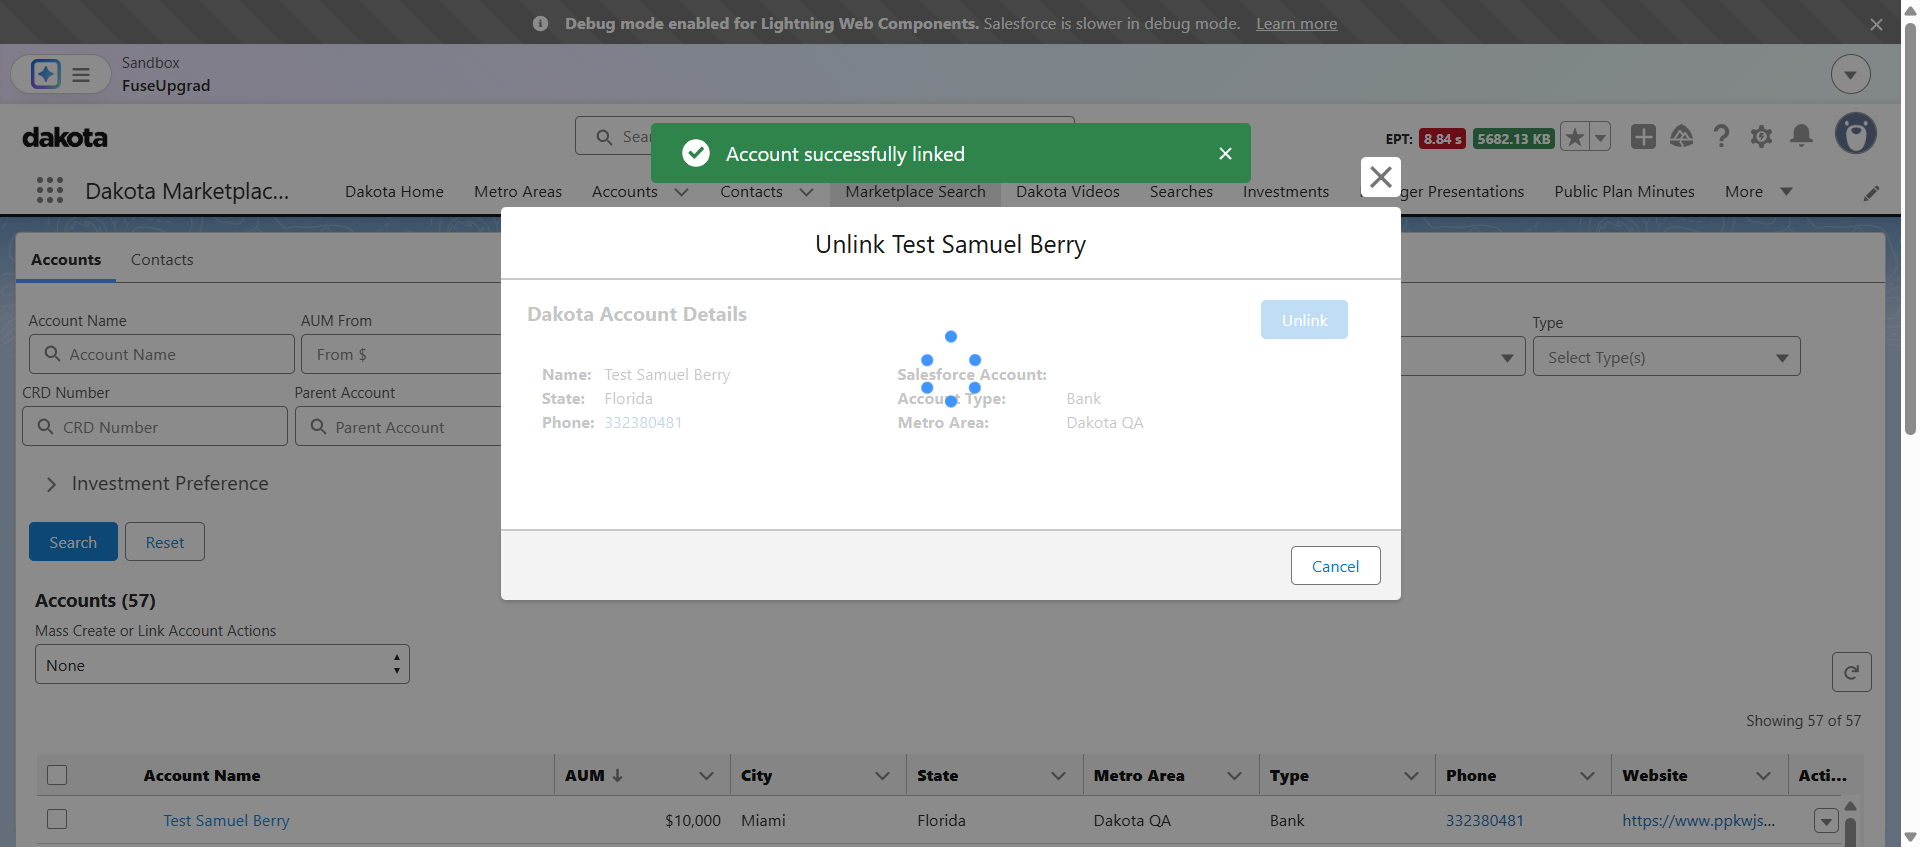 Debug mode enabled for Lightning Web Components. Salesforce is slower in debug mode. Learn more
Sandbox
FuseUpgrad
dakota
Sea
EPT: 8.84 s 5682.13 KB
Account successfully linked
Dakota Marketplac...
Dakota Home Metro Areas Accounts Contacts Marketplace Search Dakota Videos Searches Investments ger Presentations Public Plan Minutes More
Unlink Test Samuel Berry
Accounts Contacts
Dakota Account Details
Unlink
Account Name AUM From Type
Account Name From $ Select Type(s)
Name: Test Samuel Berry Salesforce Account:
State: Florida Account Type: Bank
Phone: 332380481 Metro Area: Dakota QA
CRD Number Parent Account
CRD Number Parent Account
Investment Preference
Search Reset
Cancel
Accounts (57)
Mass Create or Link Account Actions
None
Showing 57 of 57
Account Name AUM City State Metro Area Type Phone Website Acti...
Test Samuel Berry $10,000 Miami Florida Dakota QA Bank 332380481 https://www.ppkwjs...